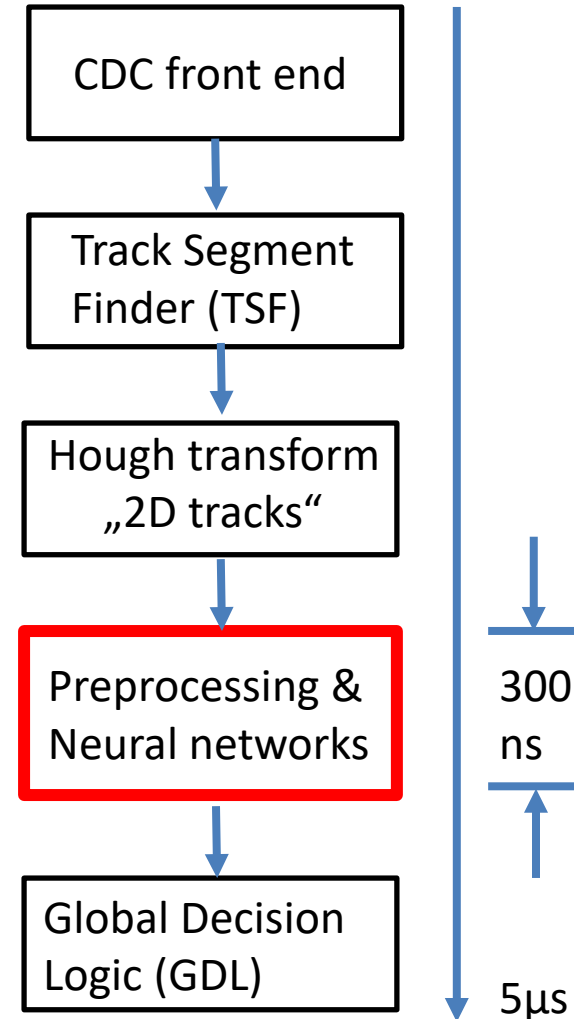 CDC front end
Track Segment
Finder (TSF)
Hough transform
„2D tracks“
Preprocessing &
Neural networks
300
ns
Global Decision
Logic (GDL)
5µs